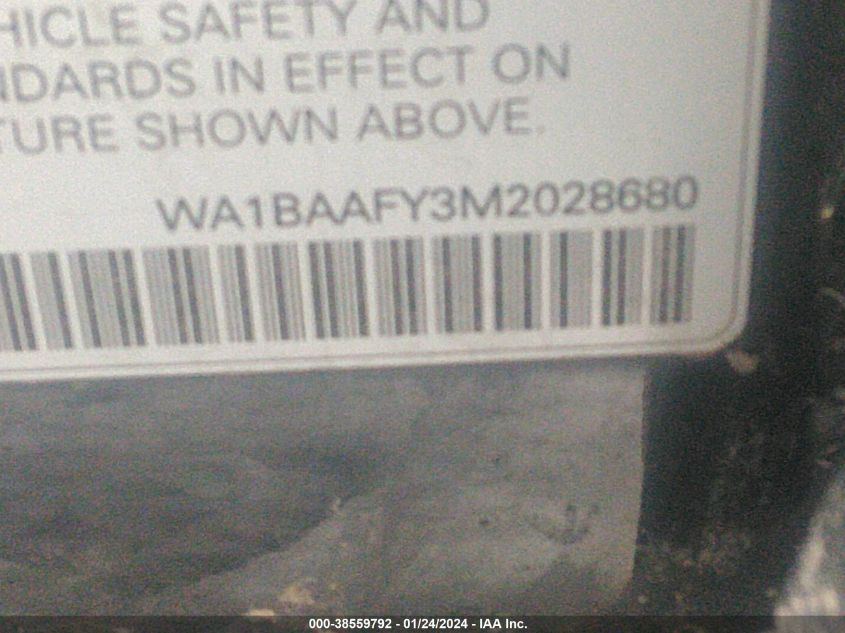 HICLE SAFETY AND
NDARDS IN EFFECT ON
TURE SHOWN ABOVE.
WA1BAAFY3M2028680
000-38559792 - 01/24/2024 - IAA Inc.